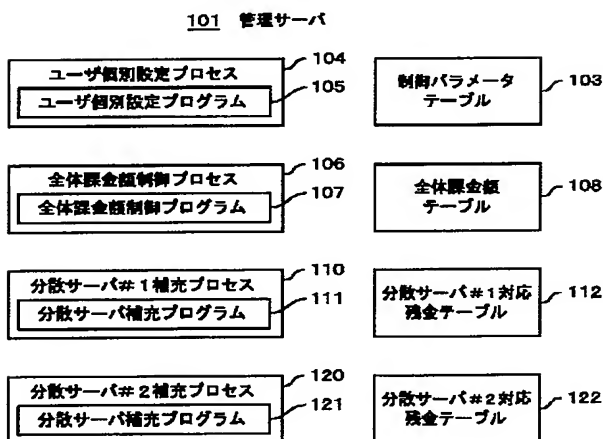 101 管理サーバ
ユーザ個別設定プロセス 104
ユーザ個別設定プログラム 105
制御パラメータ
テーブル 103
全体課金額制御プロセス 106
全体課金額制御プログラム 107
全体課金額
テーブル 108
分散サーバ#1補充プロセス 110
分散サーバ補充プログラム 111
分散サーバ#1対応
残金テーブル 112
分散サーバ#2補充プロセス 120
分散サーバ補充プログラム 121
分散サーバ#2対応
残金テーブル 122